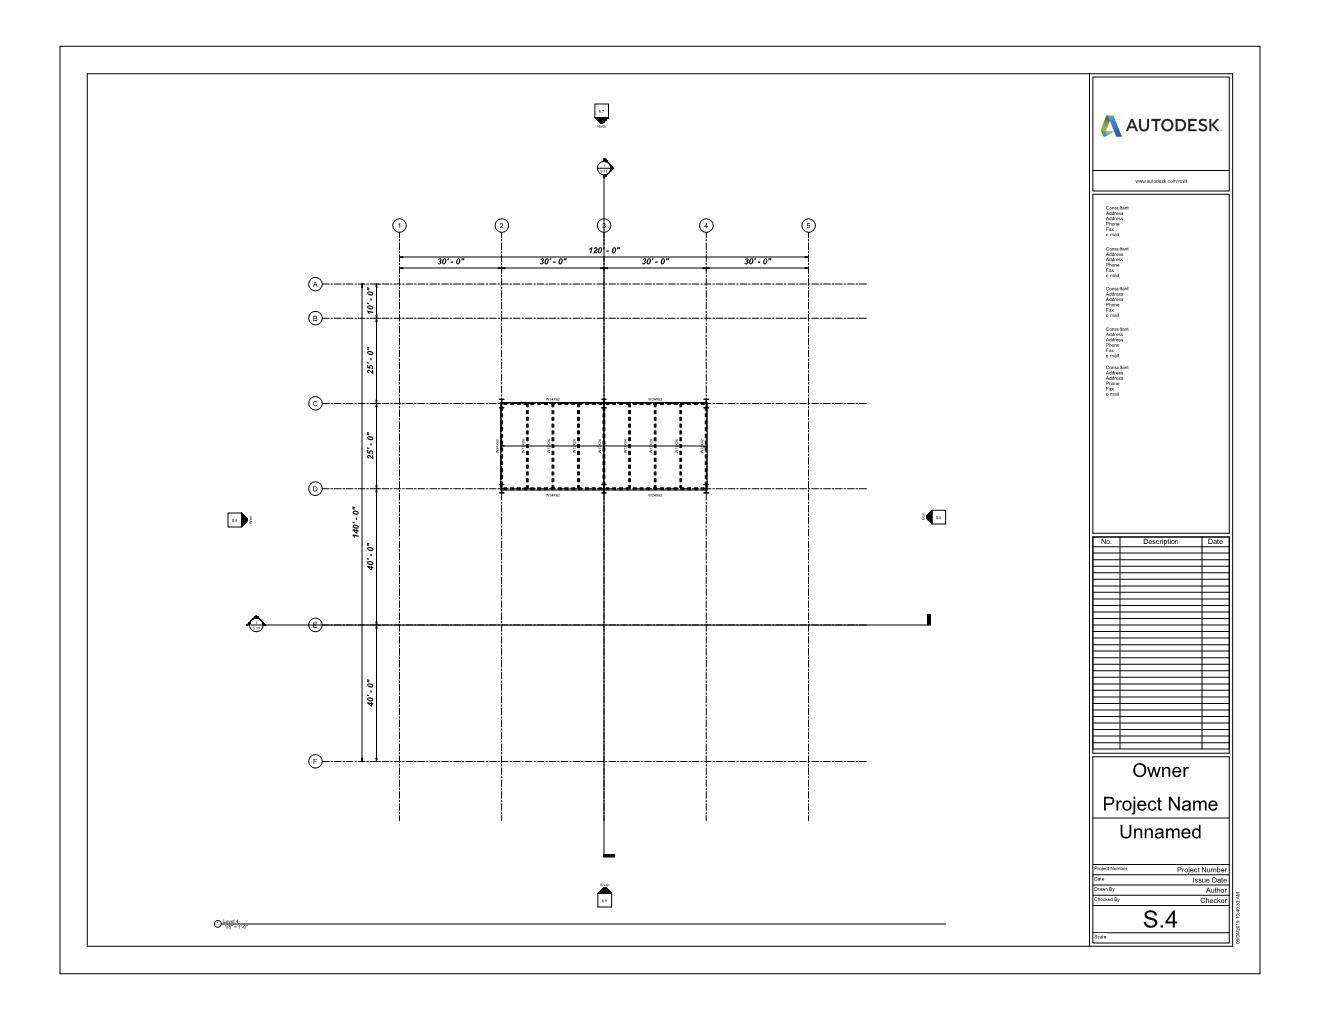 AUTODESK
www.autodesk.com/revit
Consultant
Address
Address
Phone
Fax
e mail
Consultant
Address
Address
Phone
Fax
e mail
Consultant
Address
Address
Phone
Fax
e mail
Consultant
Address
Address
Phone
Fax
e mail
Consultant
Address
Address
Phone
Fax
e mail
No. Description Date
Owner
Project Name
Unnamed
Project Number Project Number
Date Issue Date
Drawn By Author
Checked By Checker
S.4
Scale
North
1 2 3 4 5
120' - 0"
30' - 0" 30' - 0" 30' - 0" 30' - 0"
A
B
C
D
E
F
10' - 0"
25' - 0"
25' - 0"
140' - 0"
40' - 0"
40' - 0"
South
Level 4
1/8" = 1'-0"